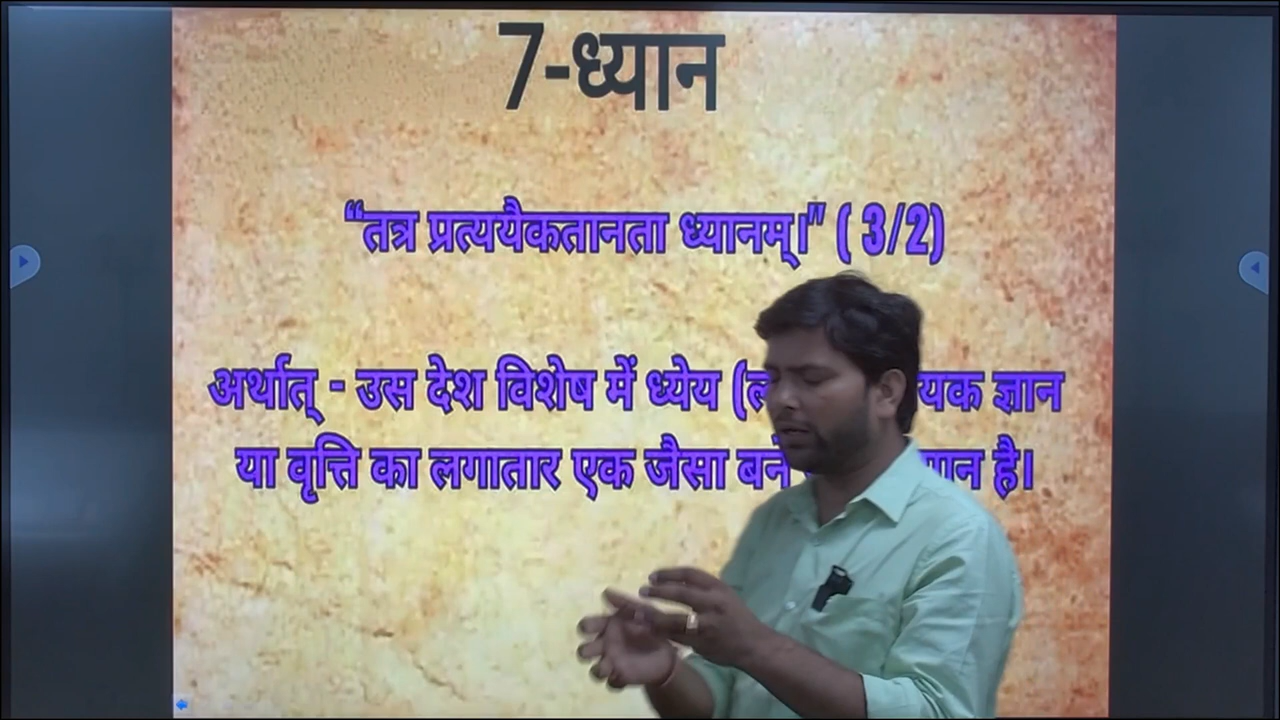 7-ध्यान
“तत्र प्रत्ययैकतानता ध्यानम्।” ( 3/2)
अर्थात् - उस देश विशेष में ध्येय ज्ञान
या वृत्ति का लगातार एक जैसा है।